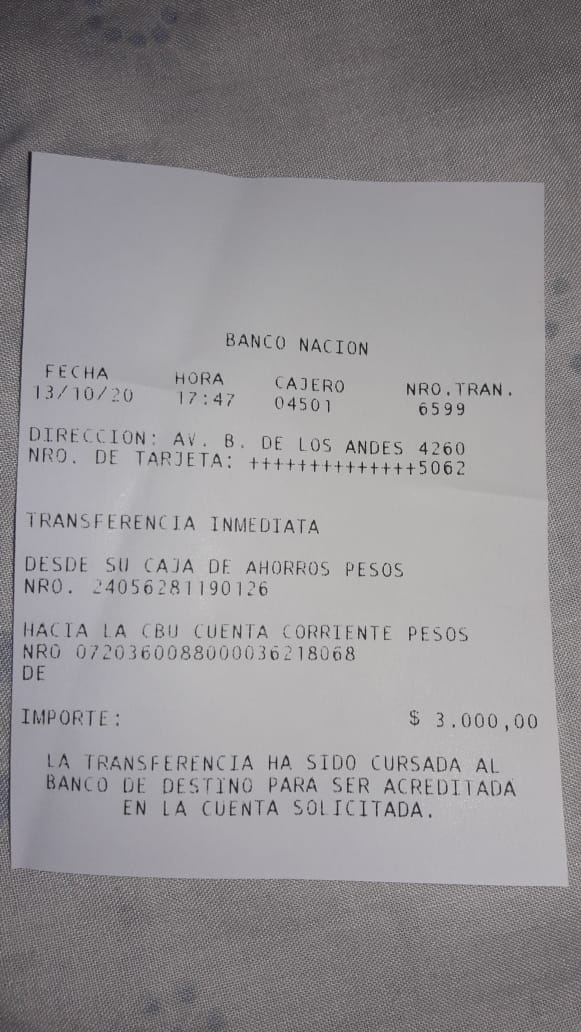 BANCO NACION
FECHA HORA CAJERO NRO.TRAN.
13/10/20 17:47 04501 6599
DIRECCION: AV. B. DE LOS ANDES 4260
NRO. DE TARJETA: ++++++++++++++5062
TRANSFERENCIA INMEDIATA
DESDE SU CAJA DE AHORROS PESOS
NRO. 24056281190126
HACIA LA CBU CUENTA CORRIENTE PESOS
NRO 0720360088000036218068
DE
IMPORTE: $ 3.000,00
LA TRANSFERENCIA HA SIDO CURSADA AL
BANCO DE DESTINO PARA SER ACREDITADA
EN LA CUENTA SOLICITADA.